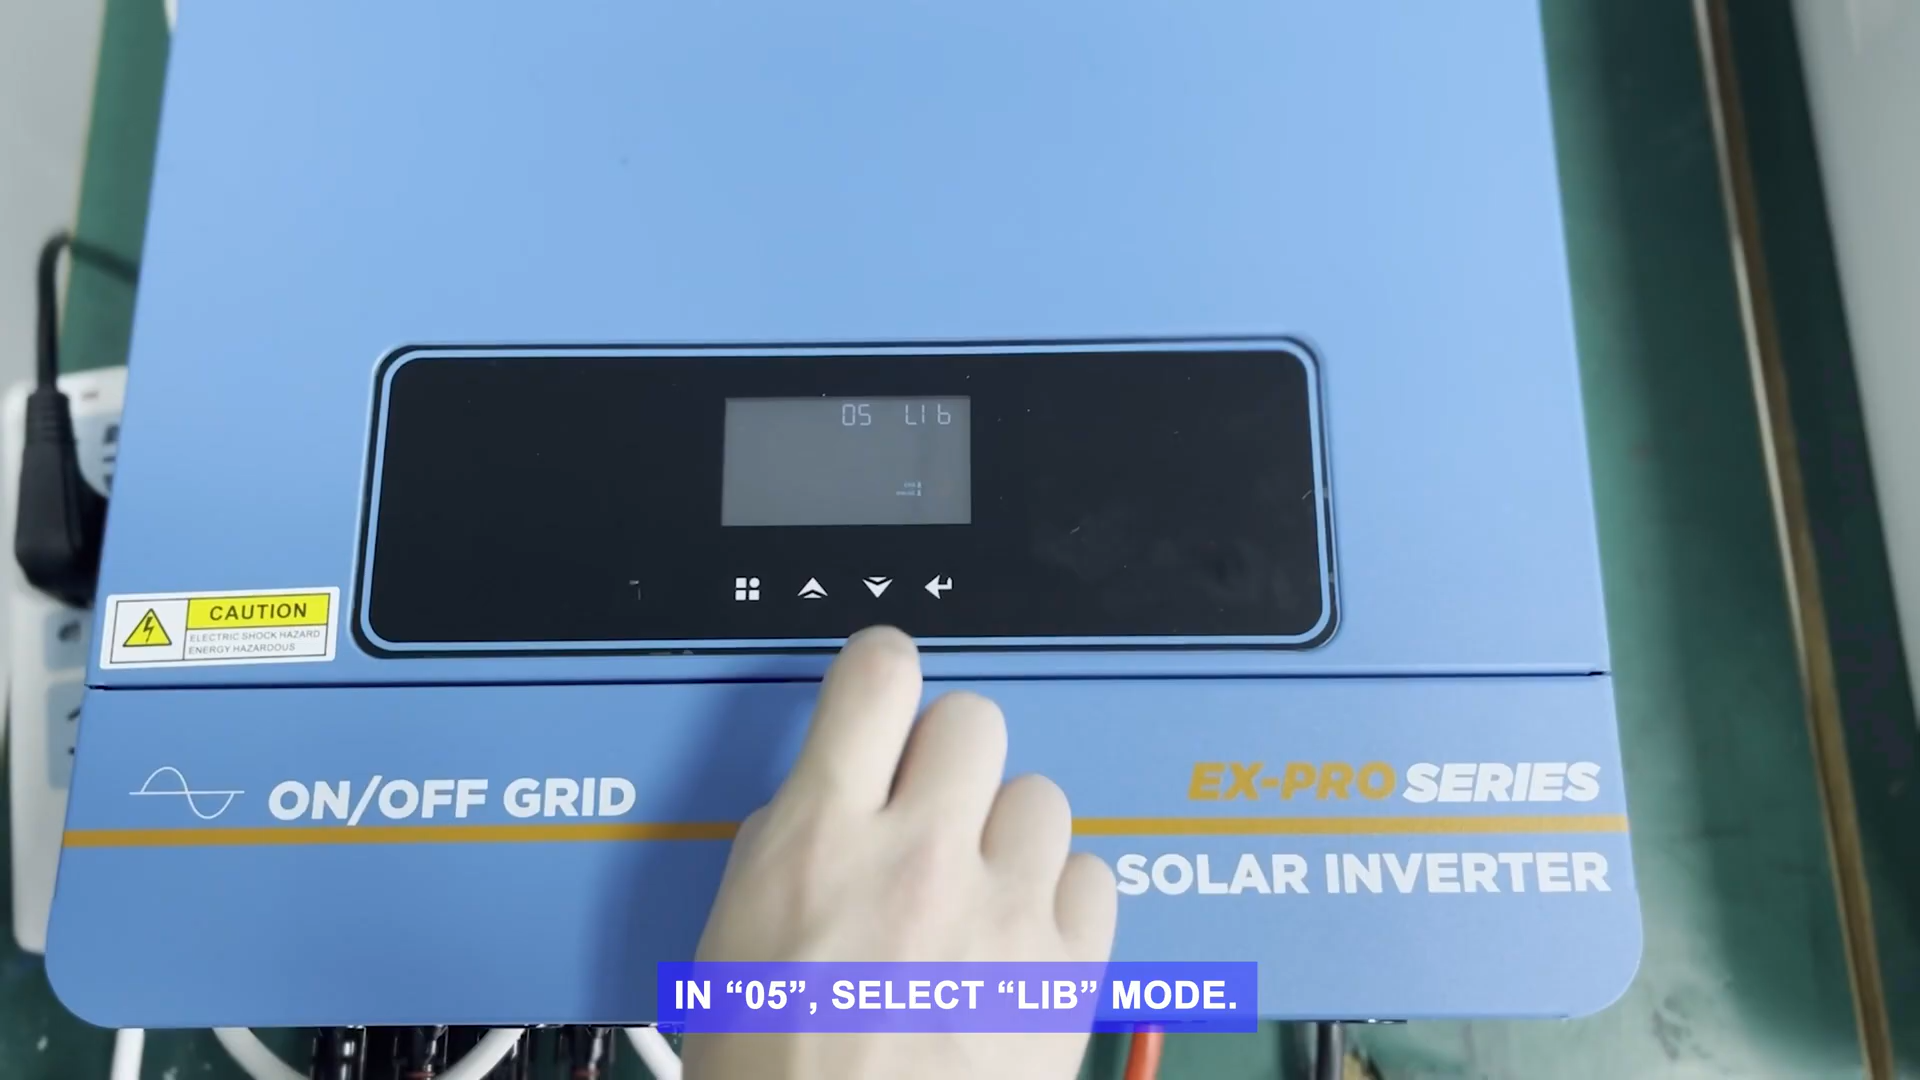 05 LIb
CAUTION
ELECTRIC SHOCK HAZARD
ENERGY HAZARDOUS
ON/OFF GRID
EX-PRO SERIES
SOLAR INVERTER
IN “05”, SELECT “LIB” MODE.